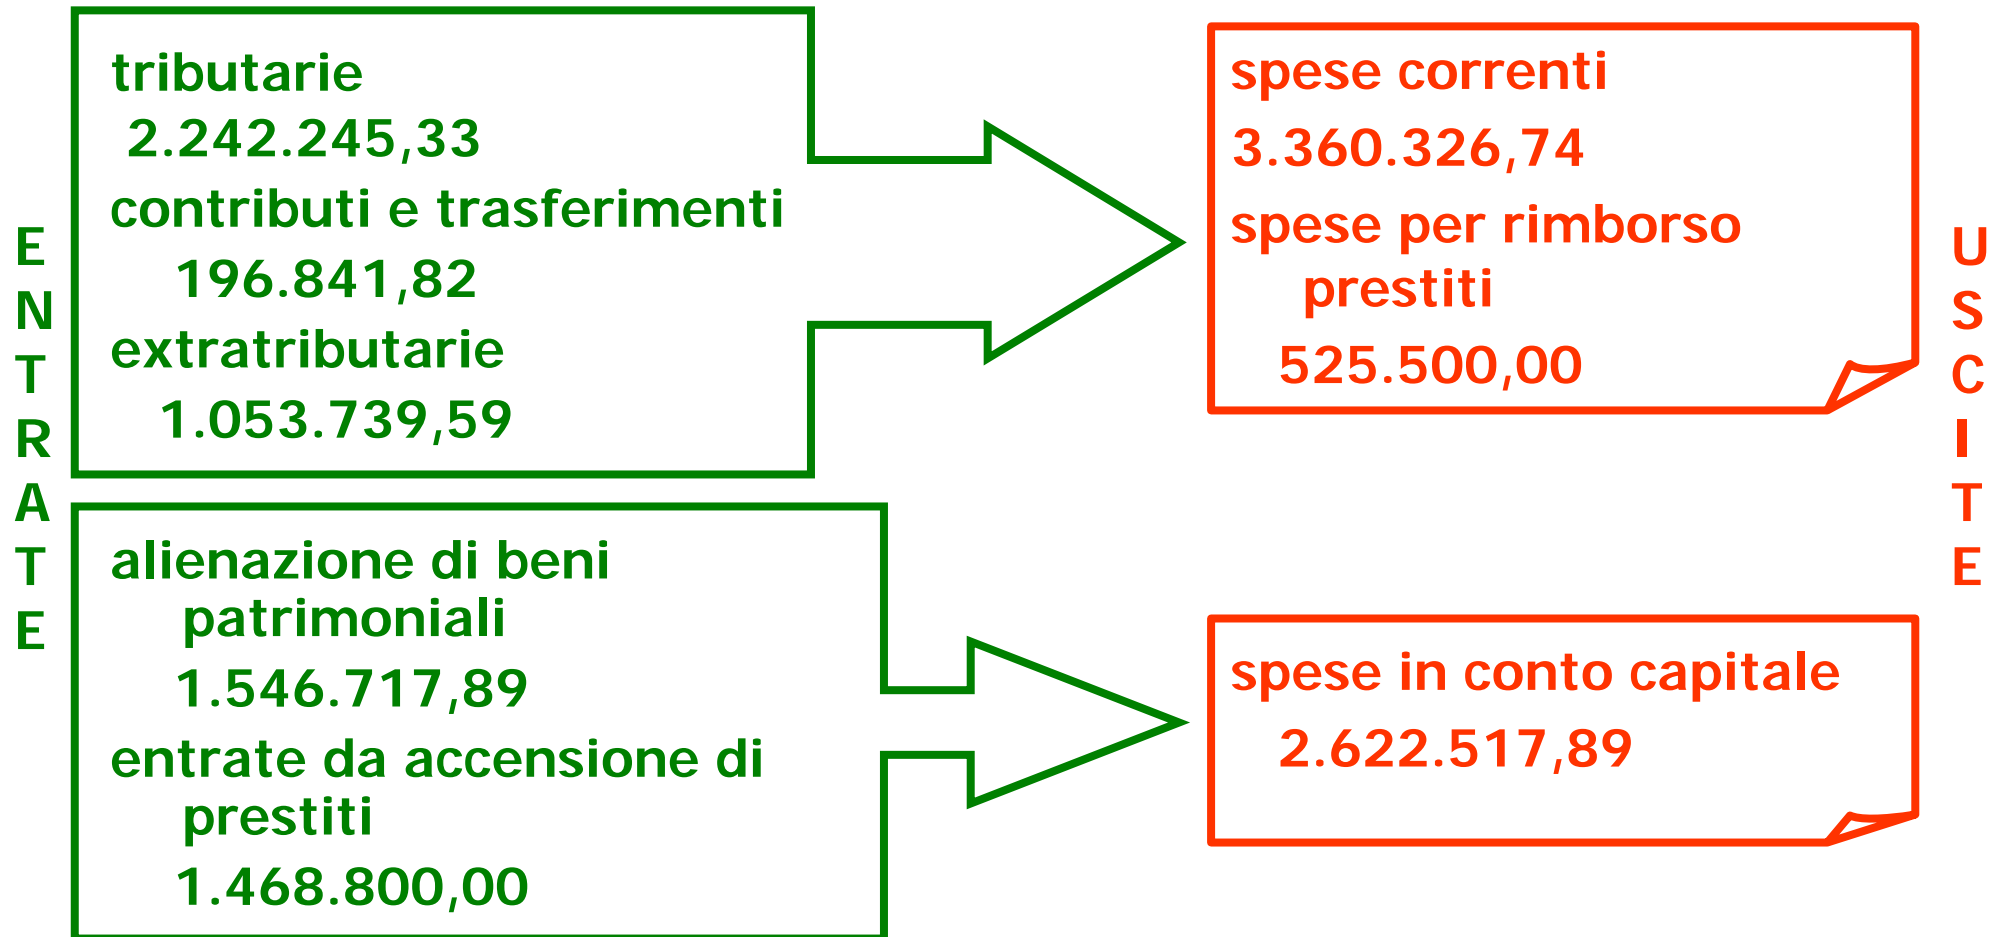 ENTRATE
tributarie
2.242.245,33
contributi e trasferimenti
196.841,82
extratributarie
1.053.739,59
alienazione di beni
patrimoniali
1.546.717,89
entrate da accensione di
prestiti
1.468.800,00
spese correnti
3.360.326,74
spese per rimborso
prestiti
525.500,00
spese in conto capitale
2.622.517,89
USCITE